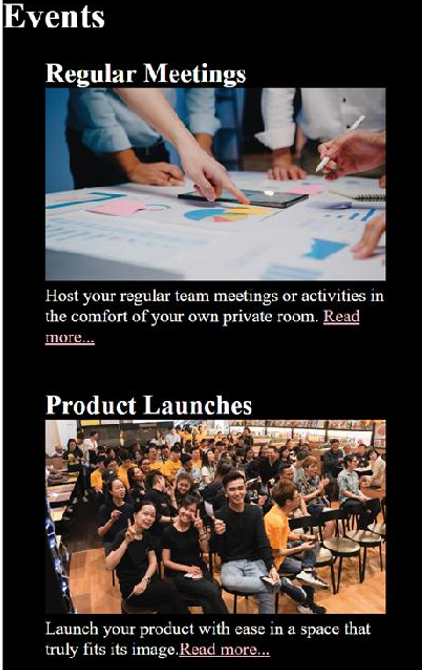 Events
Regular Meetings
Host your regular team meetings or activities in
the comfort of your own private room. Read
more...
Product Launches
Launch your product with ease in a space that
truly fits its image.Read more...